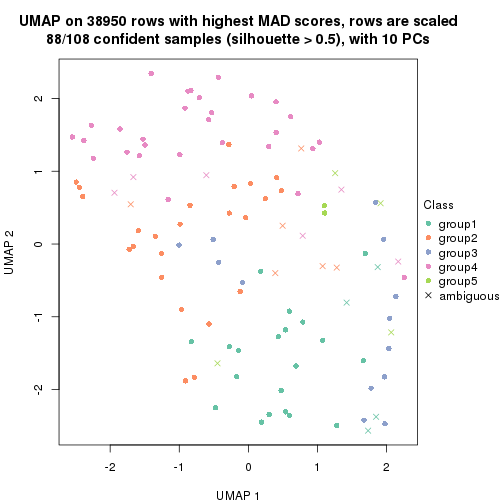 UMAP on 38950 rows with highest MAD scores, rows are scaled
88/108 confident samples (silhouette > 0.5), with 10 PCs
2
1
0
-1
-2
UMAP 2
-2
-1
0
1
2
UMAP 1
Class
group1
group2
group3
group4
group5
ambiguous